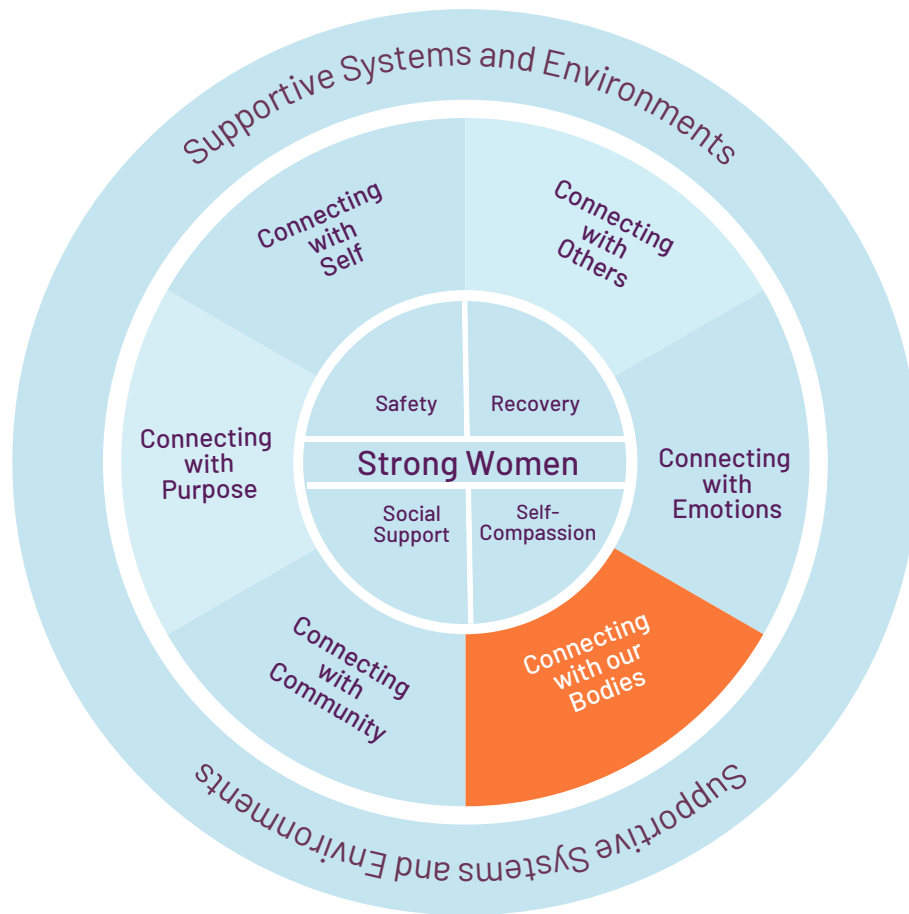 Supportive Systems and Environments
Connecting
with
Self
Connecting
with
Others
Connecting
with
Purpose
Safety
Recovery
Strong Women
Social
Support
Self-
Compassion
Connecting
with
Emotions
Connecting
with
Community
Connecting
with our
Bodies
Supportive Systems and Environments